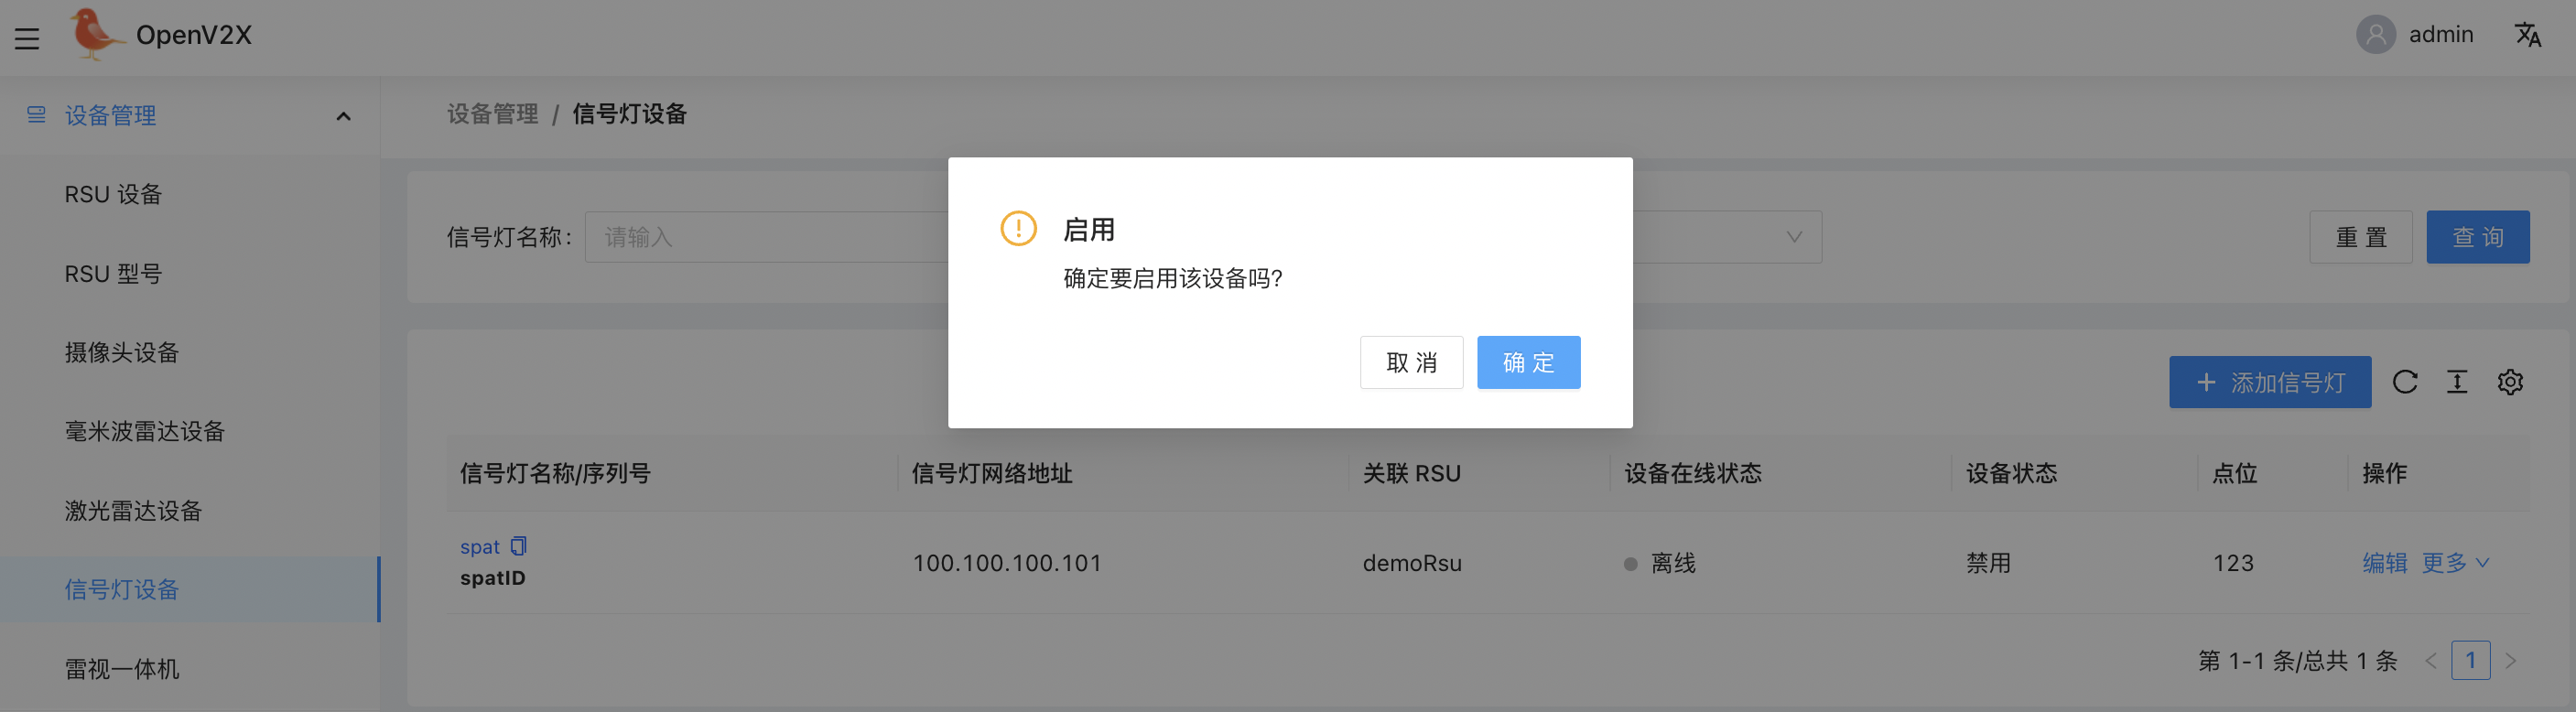 OpenV2X
admin
设备管理
RSU 设备
RSU 型号
摄像头设备
毫米波雷达设备
激光雷达设备
信号灯设备
雷视一体机
设备管理 / 信号灯设备
信号灯名称: 请输入
重 置 查 询
启用
确定要启用该设备吗?
取 消 确 定
+ 添加信号灯
信号灯名称/序列号 信号灯网络地址 关联 RSU 设备在线状态 设备状态 点位 操作
spat
spatID
100.100.100.101 demoRsu 离线 禁用 123 编辑 更多
第 1-1 条/总共 1 条 < 1 >